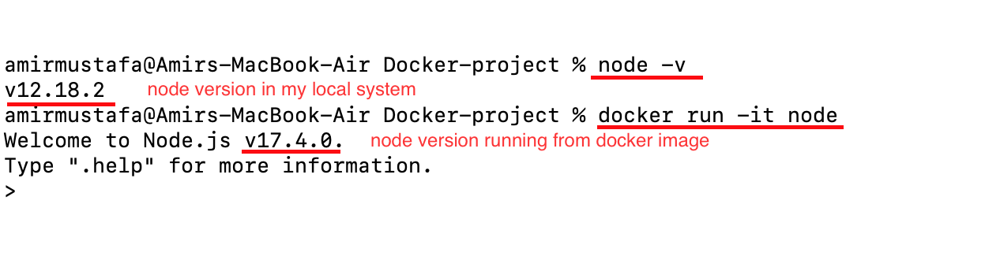 amirmustafa@Amirs-MacBook-Air Docker-project % node -v
v12.18.2 node version in my local system
amirmustafa@Amirs-MacBook-Air Docker-project % docker run -it node
Welcome to Node.js v17.4.0. node version running from docker image
Type ".help" for more information.
>